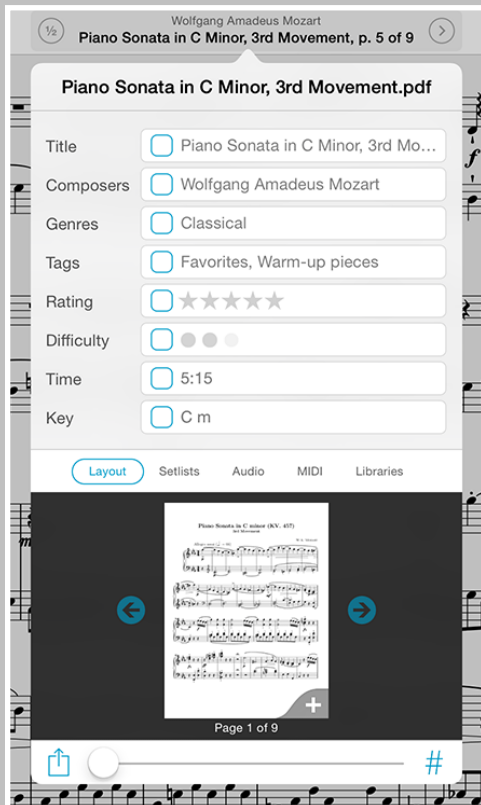 ½
Wolfgang Amadeus Mozart
Piano Sonata in C Minor, 3rd Movement, p. 5 of 9
Piano Sonata in C Minor, 3rd Movement.pdf
Title Piano Sonata in C Minor, 3rd Mo...
Composers Wolfgang Amadeus Mozart
Genres Classical
Tags Favorites, Warm-up pieces
Rating
Difficulty
Time 5:15
Key C m
Layout Setlists Audio MIDI Libraries
Piano Sonata in C minor (KV. 457)
3rd Movement
Page 1 of 9
#